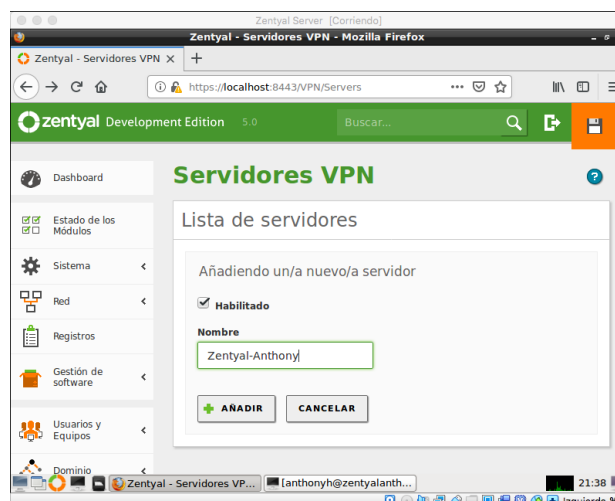 Zentyal Server [Corriendo]
Zentyal - Servidores VPN - Mozilla Firefox
Zentyal - Servidores VPN
https://localhost:8443/VPN/Servers
zentyal Development Edition 5.0
Buscar...
Dashboard
Estado de los
Módulos
Sistema
Red
Registros
Gestión de
software
Usuarios y
Equipos
Dominio
Servidores VPN
Lista de servidores
Añadiendo un/a nuevo/a servidor
Habilitado
Nombre
Zentyal-Anthony
AÑADIR
CANCELAR
Zentyal - Servidores VP...
[anthonyh@zentyalanth...
21:38
Izquierdo